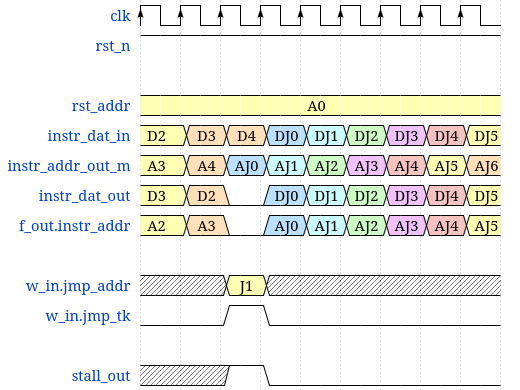 clk
rst_n
rst_addr A0
instr_dat_in D2 D3 D4 DJ0 DJ1 DJ2 DJ3 DJ4 DJ5
instr_addr_out_m A3 A4 AJ0 AJ1 AJ2 AJ3 AJ4 AJ5 AJ6
instr_dat_out D3 D2 DJ0 DJ1 DJ2 DJ3 DJ4 DJ5
f_out.instr_addr A2 A3 AJ0 AJ1 AJ2 AJ3 AJ4 AJ5
w_in.jmp_addr J1
w_in.jmp_tk
stall_out